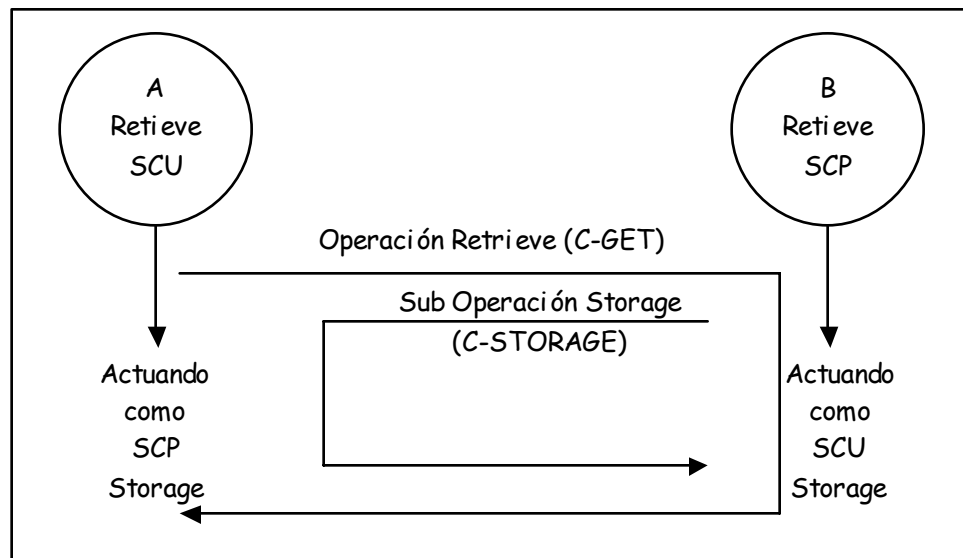 A
Retieve
SCU
B
Retieve
SCP
Operación Retrieve (C-GET)
Sub Operación Storage
(C-STORAGE)
Actuando
como
SCP
Storage
Actuando
como
SCU
Storage